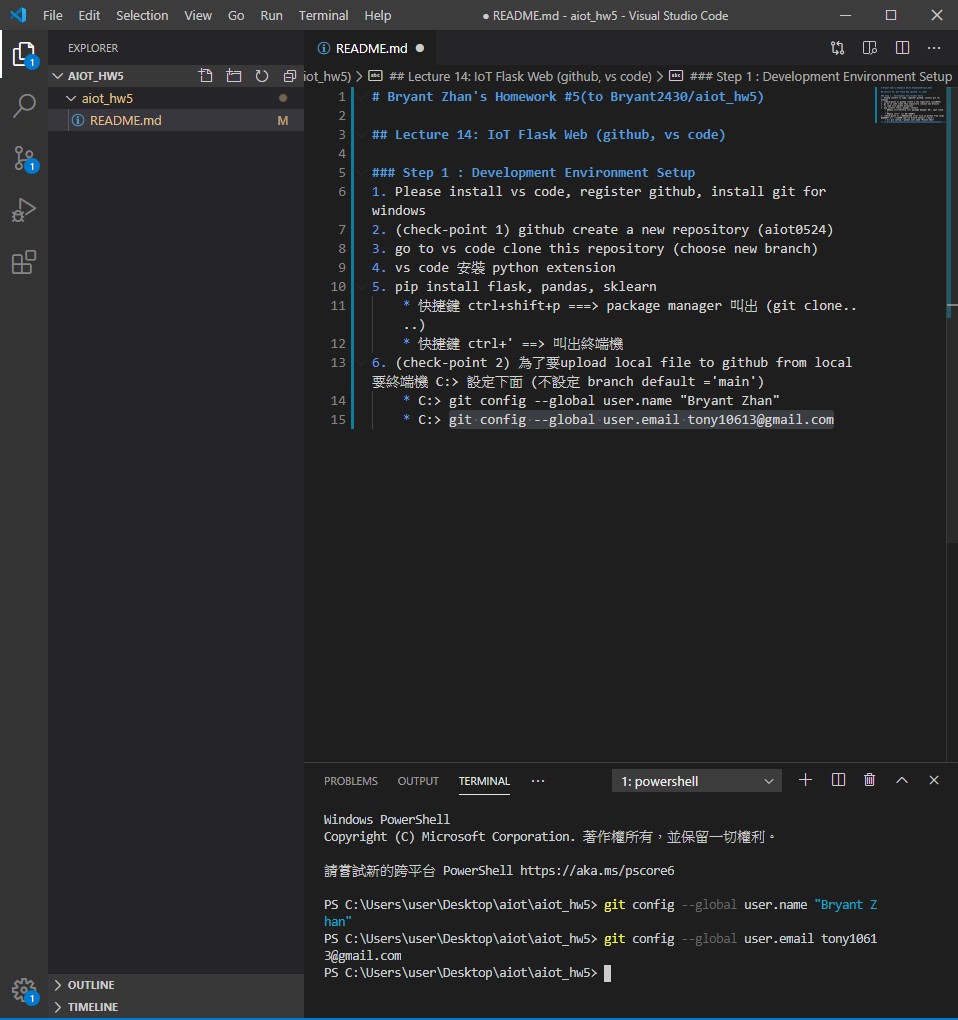 File Edit Selection View Go Run Terminal Help
● README.md - aiot_hw5 - Visual Studio Code
EXPLORER
AIOT_HW5
aiot_hw5
README.md M
1
1
1
OUTLINE
TIMELINE
README.md ●
iot_hw5) > ## Lecture 14: IoT Flask Web (github, vs code) > ### Step 1 : Development Environment Setup
1 # Bryant Zhan's Homework #5(to Bryant2430/aiot_hw5)
2
3 ## Lecture 14: IoT Flask Web (github, vs code)
4
5 ### Step 1 : Development Environment Setup
6 1. Please install vs code, register github, install git for
windows
7 2. (check-point 1) github create a new repository (aiot0524)
8 3. go to vs code clone this repository (choose new branch)
9 4. vs code 安裝 python extension
10 5. pip install flask, pandas, sklearn
11 * 快捷鍵 ctrl+shift+p ===> package manager 叫出 (git clone..
..)
12 * 快捷鍵 ctrl+' ==> 叫出終端機
13 6. (check-point 2) 為了要upload local file to github from local
要終端機 C:> 設定下面 (不設定 branch default ='main')
14 * C:> git config --global user.name "Bryant Zhan"
15 * C:> git config --global user.email tony10613@gmail.com
PROBLEMS OUTPUT TERMINAL ··· 1: powershell
Windows PowerShell
Copyright (C) Microsoft Corporation. 著作權所有，並保留一切權利。
請嘗試新的跨平台 PowerShell https://aka.ms/pscore6
PS C:\Users\user\Desktop\aiot\aiot_hw5> git config --global user.name "Bryant Z
han"
PS C:\Users\user\Desktop\aiot\aiot_hw5> git config --global user.email tony1061
3@gmail.com
PS C:\Users\user\Desktop\aiot\aiot_hw5>